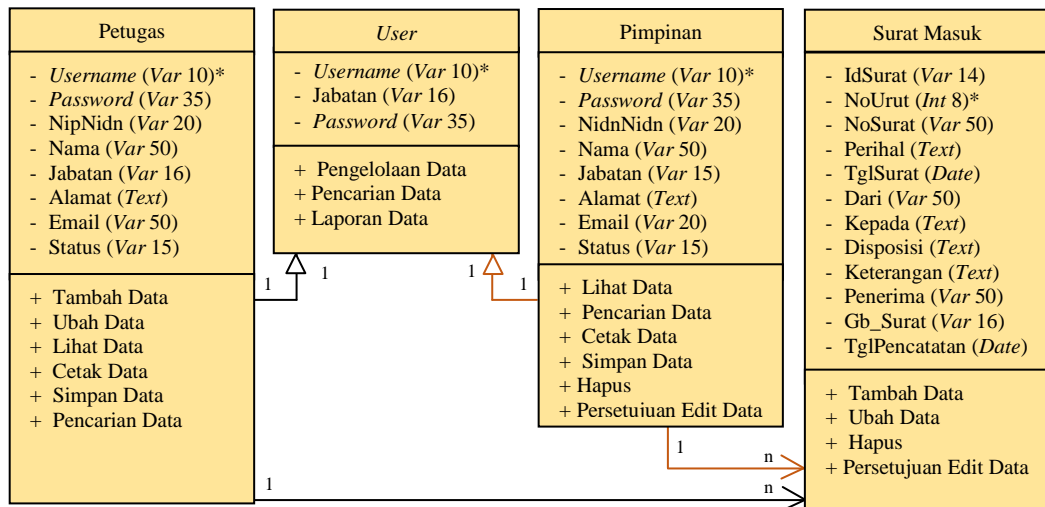 Petugas
- Username (Var 10)*
- Password (Var 35)
- NipNidn (Var 20)
- Nama (Var 50)
- Jabatan (Var 16)
- Alamat (Text)
- Email (Var 50)
- Status (Var 15)
+ Tambah Data
+ Ubah Data
+ Lihat Data
+ Cetak Data
+ Simpan Data
+ Pencarian Data
User
- Username (Var 10)*
- Jabatan (Var 16)
- Password (Var 35)
+ Pengelolaan Data
+ Pencarian Data
+ Laporan Data
1
1
1
1
Pimpinan
- Username (Var 10)*
- Password (Var 35)
- NidnNidn (Var 20)
- Nama (Var 50)
- Jabatan (Var 15)
- Alamat (Text)
- Email (Var 20)
- Status (Var 15)
+ Lihat Data
+ Pencarian Data
+ Cetak Data
+ Simpan Data
+ Hapus
+ Persetujuan Edit Data
Surat Masuk
- IdSurat (Var 14)
- NoUrut (Int 8)*
- NoSurat (Var 50)
- Perihal (Text)
- TglSurat (Date)
- Dari (Var 50)
- Kepada (Text)
- Disposisi (Text)
- Keterangan (Text)
- Penerima (Var 50)
- Gb_Surat (Var 16)
- TglPencatatan (Date)
+ Tambah Data
+ Ubah Data
+ Hapus
+ Persetujuan Edit Data
1
n
1
n